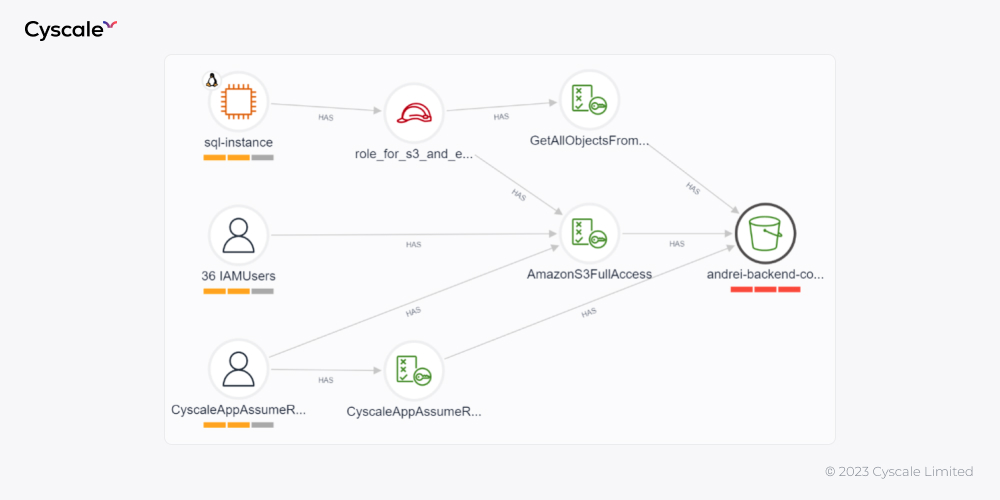 Cyscale
HAS
HAS
sql-instance
role_for_s3_and_e...
GetAllObjectsFrom...
HAS
HAS
HAS
HAS
36 IAMUsers
AmazonS3FullAccess
andrei-backend-co...
HAS
HAS
HAS
CyscaleAppAssumeR...
CyscaleAppAssumeR...
© 2023 Cyscale Limited